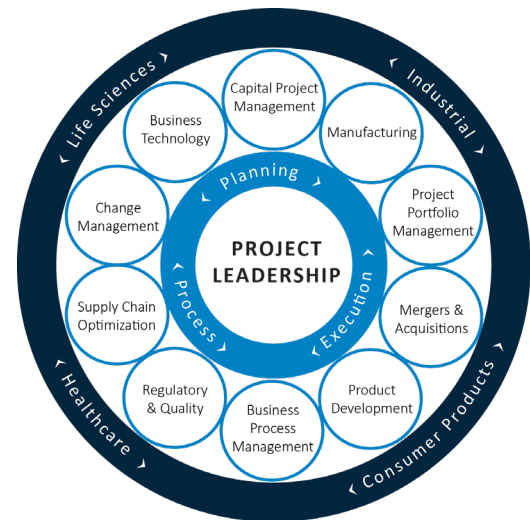 Life Sciences
Industrial
Healthcare
Consumer Products
Capital Project
Management
Manufacturing
Project
Portfolio
Management
Mergers &
Acquisitions
Product
Development
Business
Process
Management
Regulatory
& Quality
Supply Chain
Optimization
Change
Management
Business
Technology
Planning
Execution
Process
PROJECT
LEADERSHIP